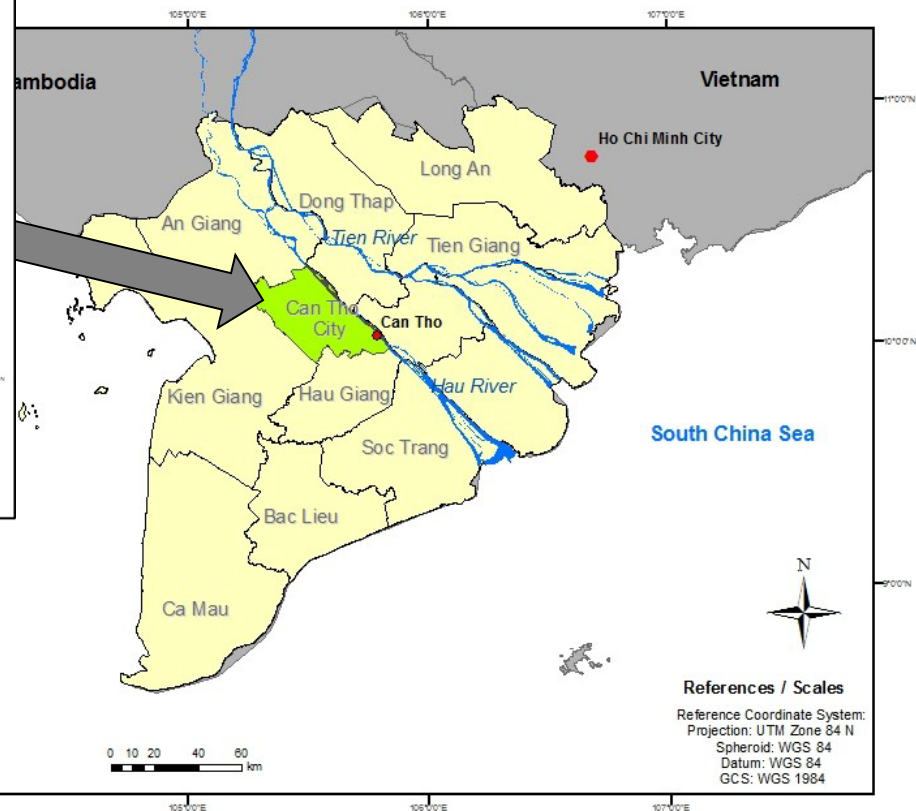 105°0'0"E
106°0'0"E
107°0'0"E
ambodia
Vietnam
11°0'0"N
Ho Chi Minh City
Long An
Dong Thap
An Giang
Tien River
Tien Giang
Can Tho
City
Can Tho
10°0'0"N
Kien Giang
Hau Giang
Hau River
Soc Trang
South China Sea
Bac Lieu
N
9°0'0"N
Ca Mau
References / Scales
Reference Coordinate System:
Projection: UTM Zone 84 N
Spheroid: WGS 84
Datum: WGS 84
GCS: WGS 1984
0 10 20 40 60
km
105°0'0"E
106°0'0"E
107°0'0"E